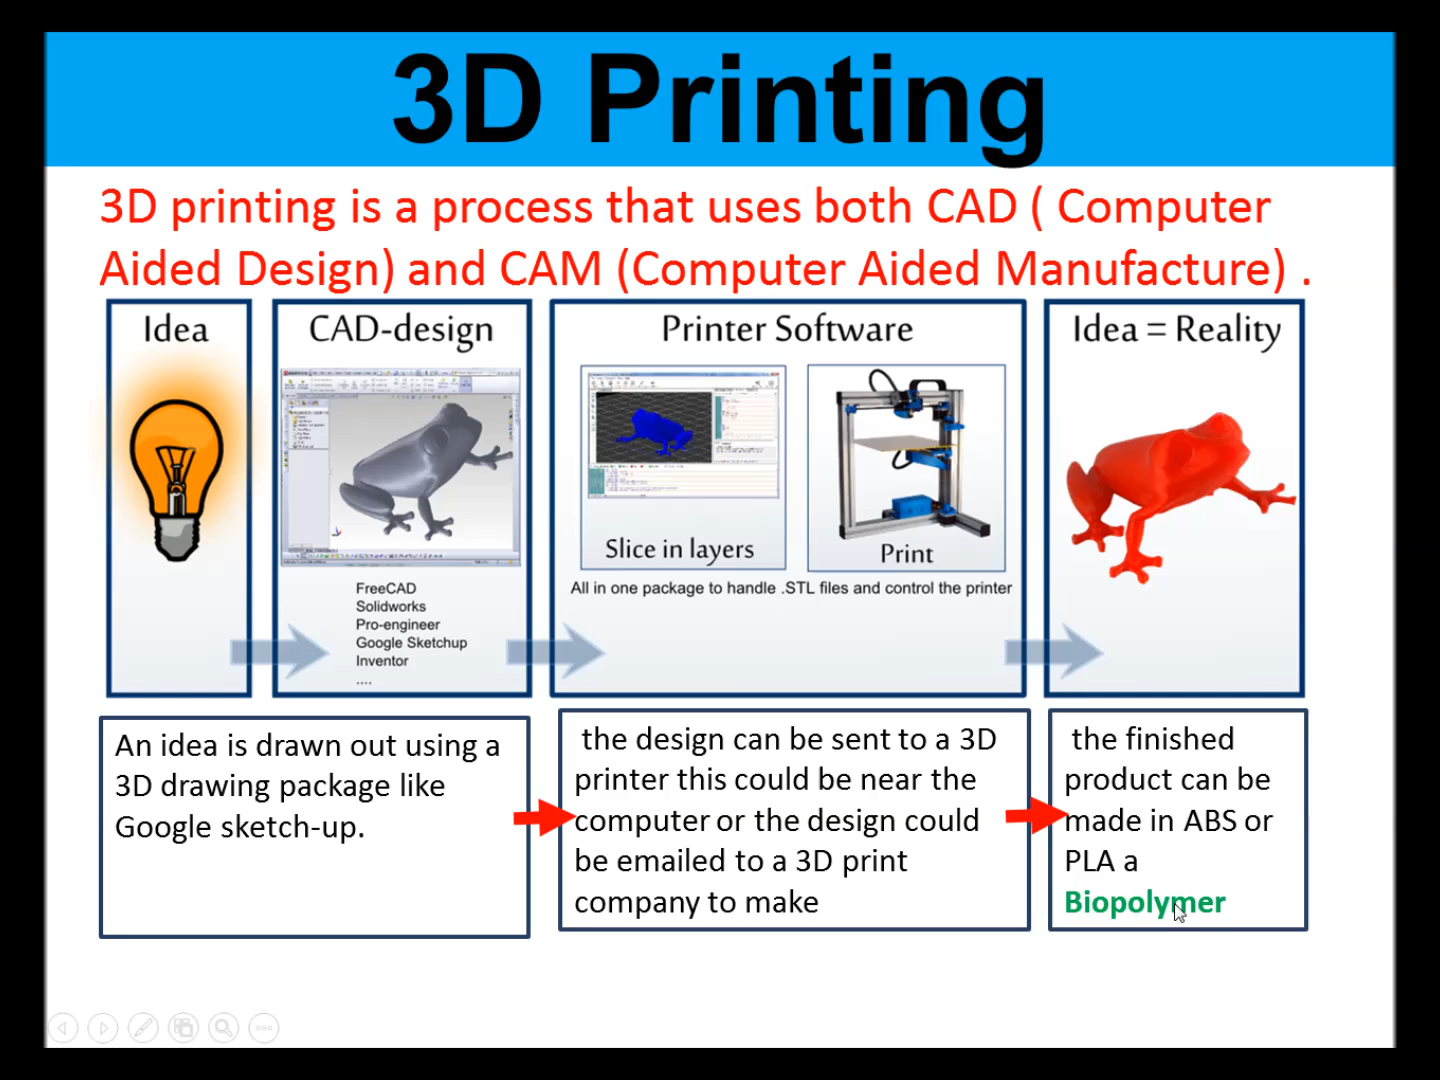 3D Printing
3D printing is a process that uses both CAD ( Computer
Aided Design) and CAM (Computer Aided Manufacture) .
Idea
CAD-design
FreeCAD
Solidworks
Pro-engineer
Google Sketchup
Inventor
....
Printer Software
Slice in layers
Print
All in one package to handle .STL files and control the printer
Idea = Reality
An idea is drawn out using a
3D drawing package like
Google sketch-up.
the design can be sent to a 3D
printer this could be near the
computer or the design could
be emailed to a 3D print
company to make
the finished
product can be
made in ABS or
PLA a
Biopolymer